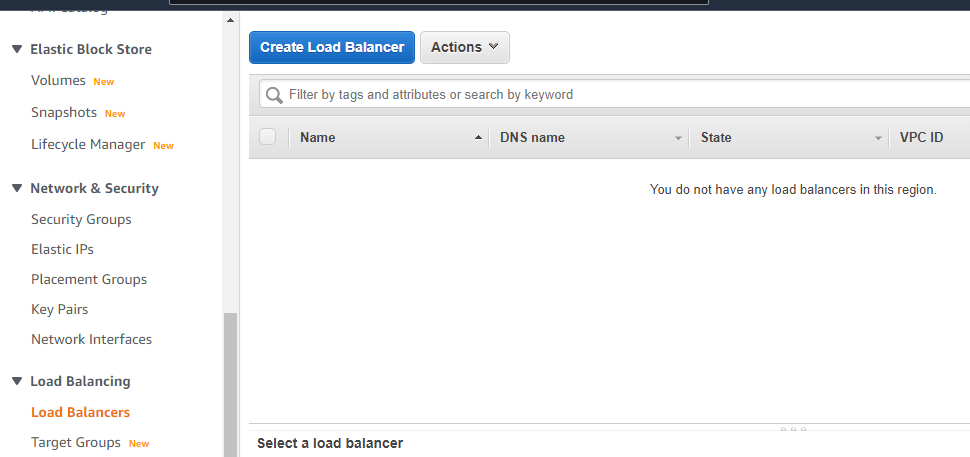 Elastic Block Store
Volumes New
Snapshots New
Lifecycle Manager New
Network & Security
Security Groups
Elastic IPs
Placement Groups
Key Pairs
Network Interfaces
Load Balancing
Load Balancers
Target Groups New
Create Load Balancer Actions
Filter by tags and attributes or search by keyword
Name DNS name State VPC ID
You do not have any load balancers in this region.
Select a load balancer